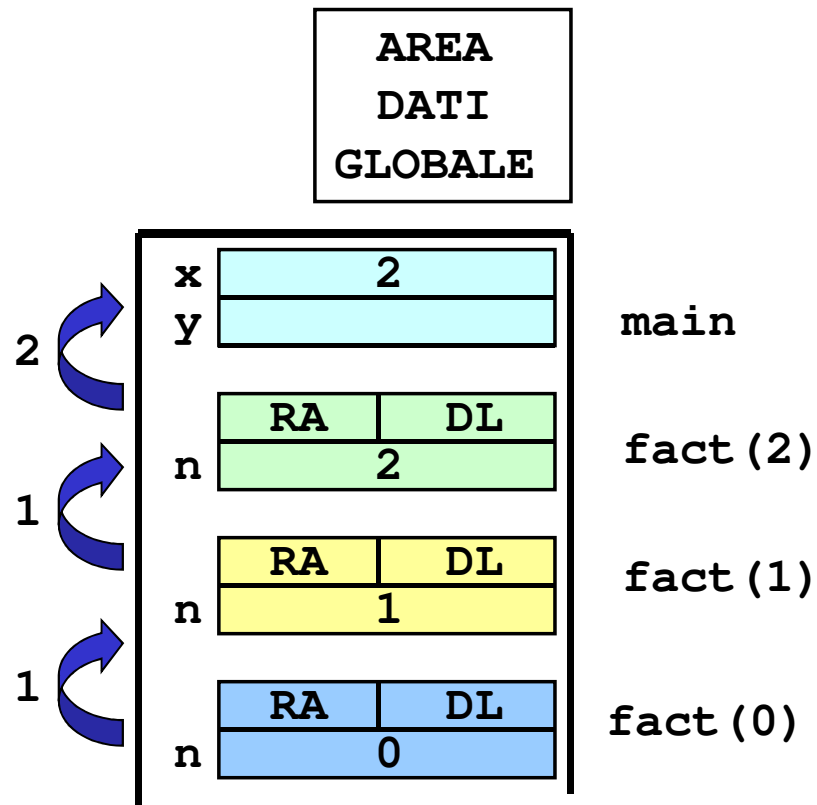 AREA
DATI
GLOBALE
x 2
y main
2
RA DL
n 2 fact(2)
1
RA DL
n 1 fact(1)
1
RA DL
n 0 fact(0)